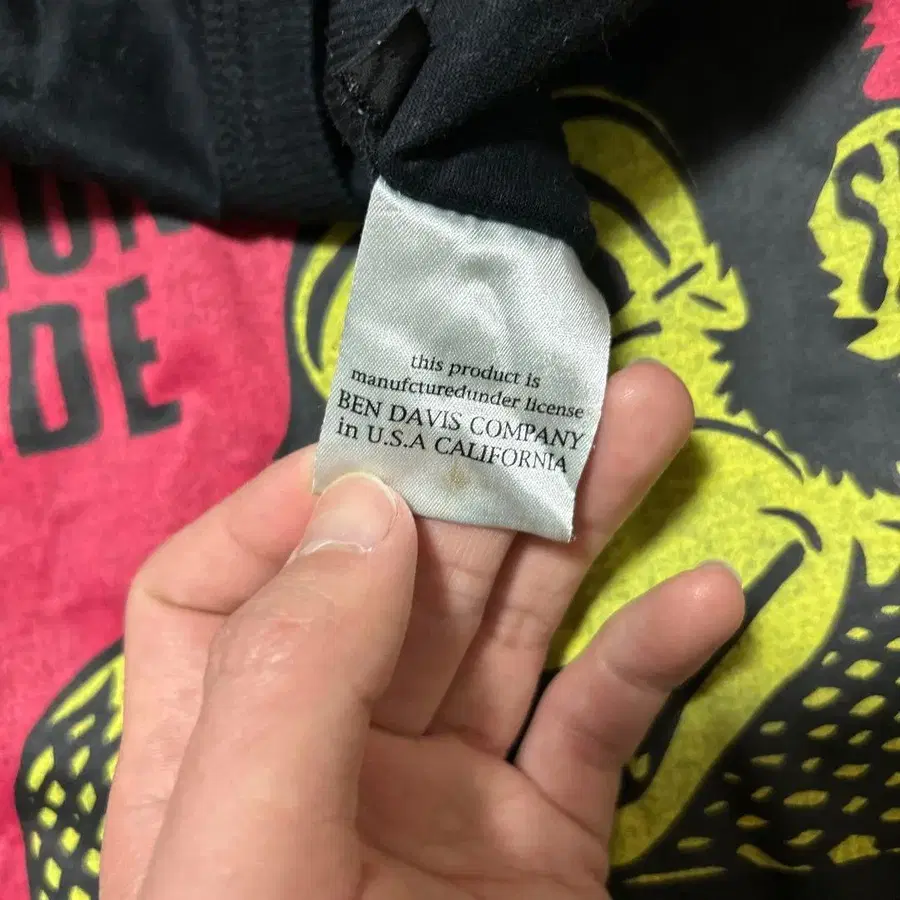 this product is
manufcturedunder license
BEN DAVIS COMPANY
in U.S.A CALIFORNIA
DE